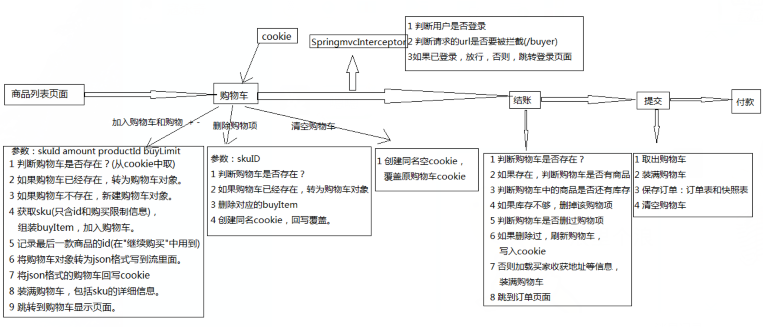 cookie
SpringmvcInterceptor
1 判断用户是否登录
2 判断请求的url是否要被拦截(/buyer)
3如果已登录，放行，否则，跳转登录页面
商品列表页面
购物车
结账
提交
付款
加入购物车和购物 + -
删除购物项
清空购物车
参数：skuId amount productId buyLimit
1 判断购物车是否存在？(从cookie中取)
2 如果购物车已经存在，转为购物车对象。
3 如果购物车不存在，新建购物车对象。
4 获取sku(只含id和购买限制信息)，
组装buyItem，加入购物车。
5 记录最后一款商品的id(在"继续购买"中用到)
6 将购物车对象转为json格式写到流里面。
7 将json格式的购物车回写cookie
8 装满购物车，包括sku的详细信息。
9 跳转到购物车显示页面。
参数：skuID
1 判断购物车是否存在？
2 如果购物车已经存在，转为购物车对象
3 删除对应的buyItem
4 创建同名cookie，回写覆盖。
1 创建同名空cookie，
覆盖原购物车cookie
1 判断购物车是否存在？
2 如果存在，判断购物车是否有商品
3 判断购物车中的商品是否还有库存
4 如果库存不够，删掉该购物项
5 判断购物车是否删过购物项
6 如果删除过，刷新购物车，
写入cookie
7 否则加载买家收获地址等信息，
装满购物车
8 跳到订单页面
1 取出购物车
2 装满购物车
3 保存订单：订单表和快照表
4 清空购物车